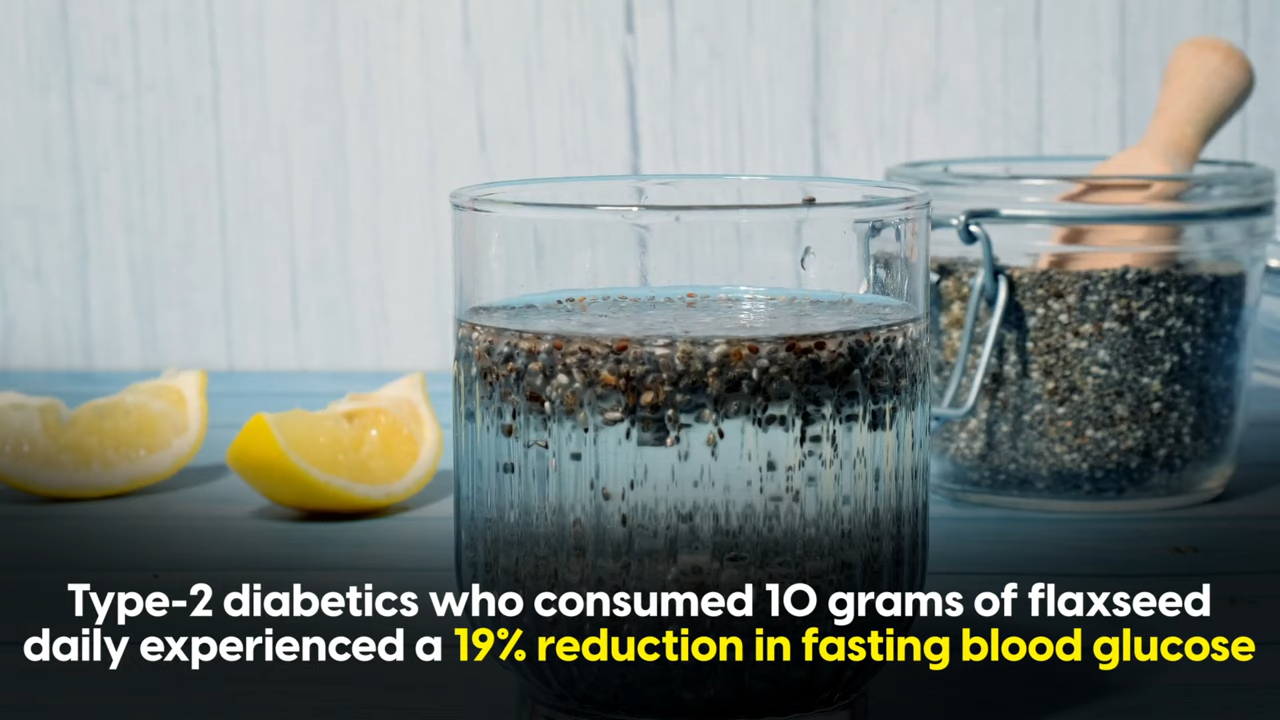 Type-2 diabetics who consumed 10 grams of flaxseed
daily experienced a 19% reduction in fasting blood glucose